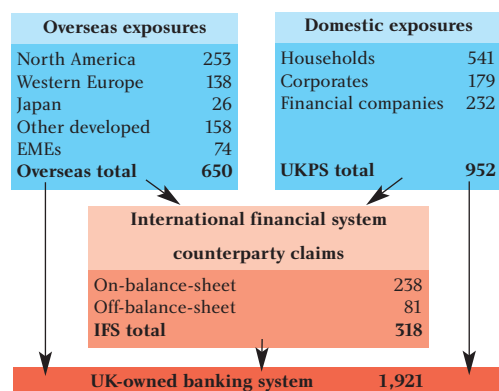 Overseas exposures
North America 253
Western Europe 138
Japan 26
Other developed 158
EMEs 74
Overseas total 650
Domestic exposures
Households 541
Corporates 179
Financial companies 232
UKPS total 952
International financial system
counterparty claims
On-balance-sheet 238
Off-balance-sheet 81
IFS total 318
UK-owned banking system 1,921